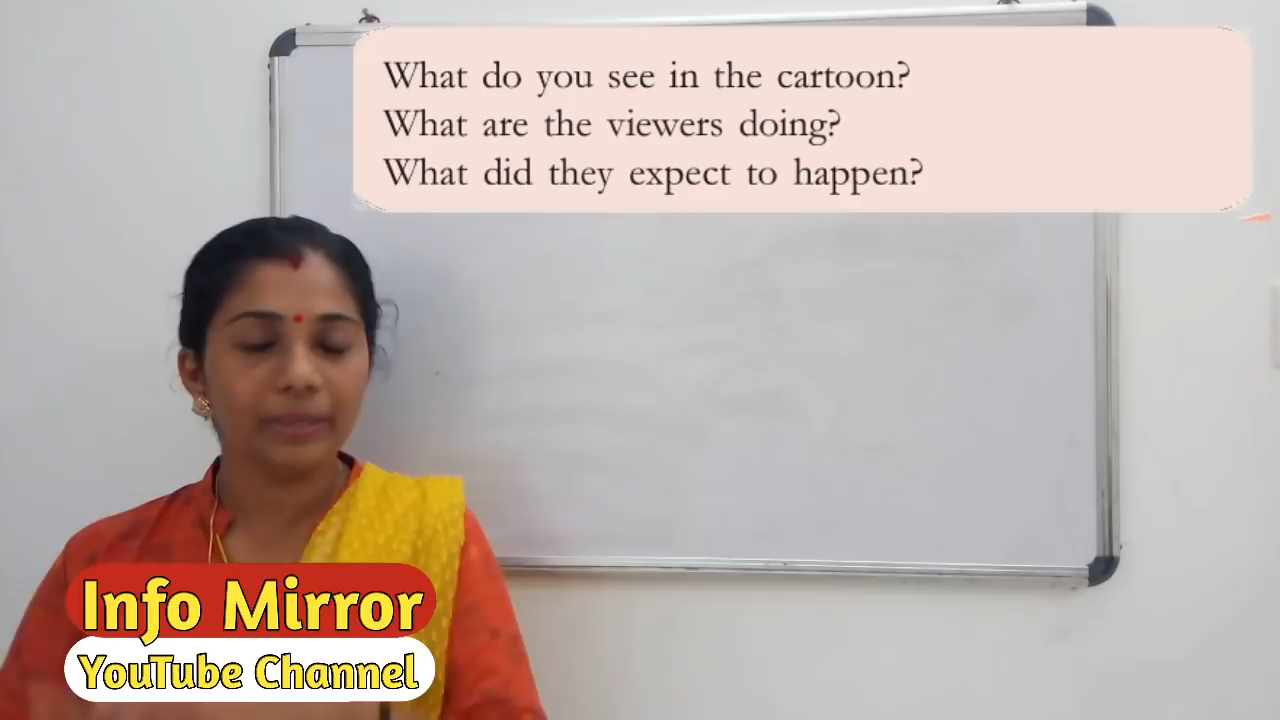 What do you see in the cartoon?
What are the viewers doing?
What did they expect to happen?
Info Mirror
YouTube Channel